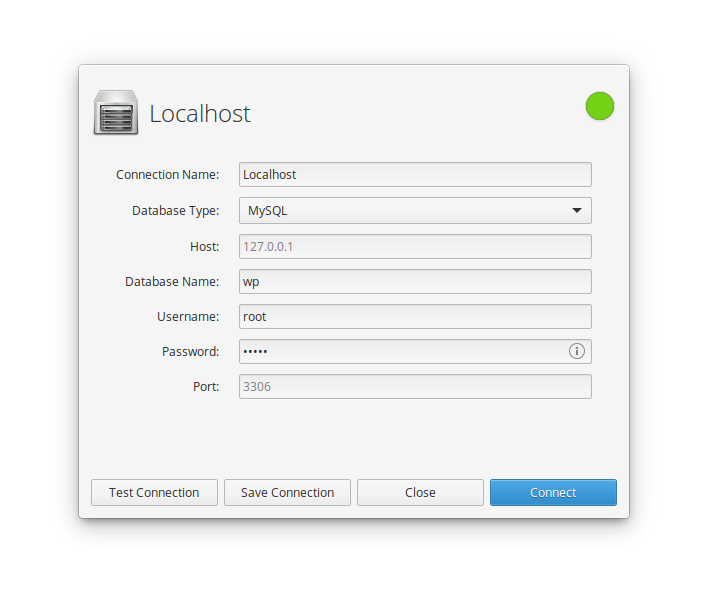 Localhost
Connection Name: Localhost
Database Type: MySQL
Host: 127.0.0.1
Database Name: wp
Username: root
Password: •••••
Port: 3306
Test Connection Save Connection Close Connect